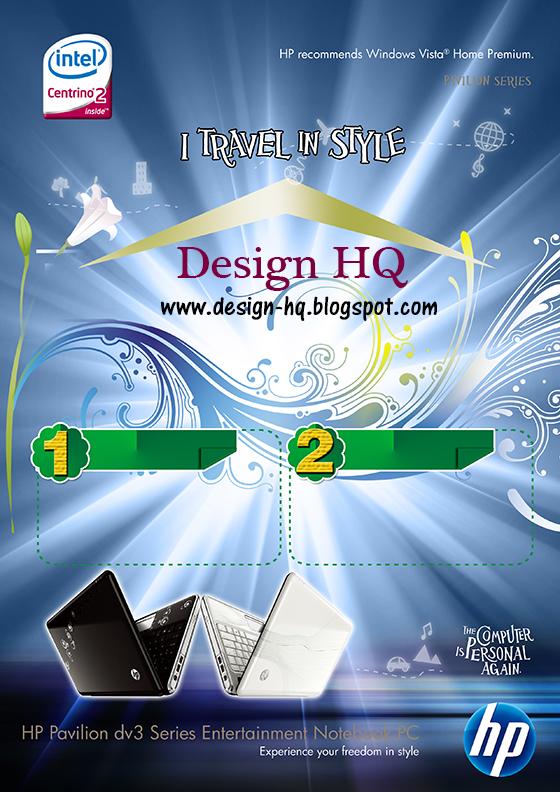 intel
Centrino 2
inside™
HP recommends Windows Vista® Home Premium.
PAVILION SERIES
I TRAVEL IN STYLE
Design HQ
www.design-hq.blogspot.com
1
2
THE COMPUTER
IS PERSONAL
AGAIN.
HP Pavilion dv3 Series Entertainment Notebook PC
Experience your freedom in style
hp